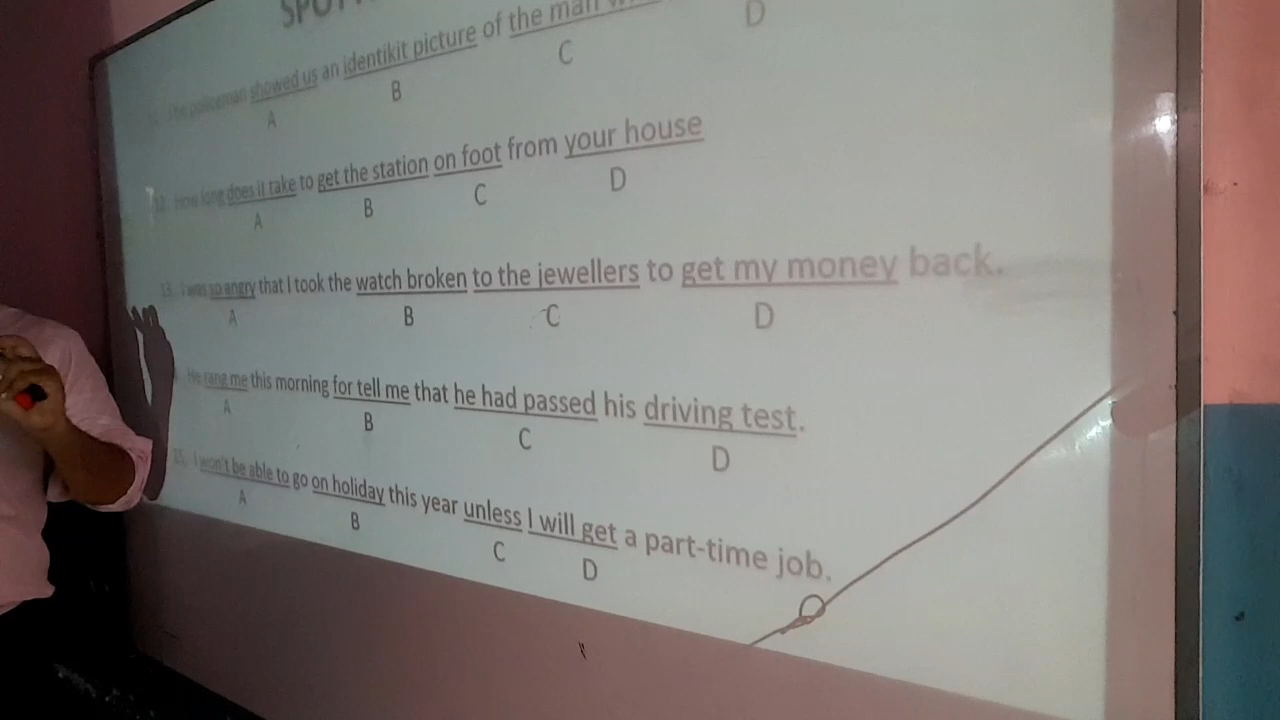 SPOT
The policeman showed us an identikit picture of the man
A B C D
12. How long does it take to get the station on foot from your house
A B C D
13. I was so angry that I took the watch broken to the jewellers to get my money back.
A B C D
He rang me this morning for tell me that he had passed his driving test.
A B C D
15. I won't be able to go on holiday this year unless I will get a part-time job.
A B C D